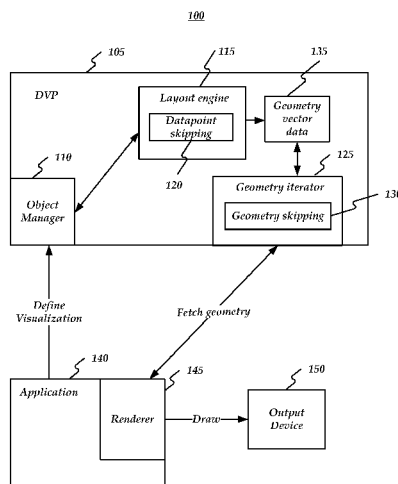 100
105
115
135
DVP
Layout engine
Datapoint
skipping
Geometry
vector
data
110
120
125
Object
Manager
Geometry iterator
130
Geometry skipping
Define
Visualization
Fetch geometry
140
145
150
Application
Renderer
Draw
Output
Device